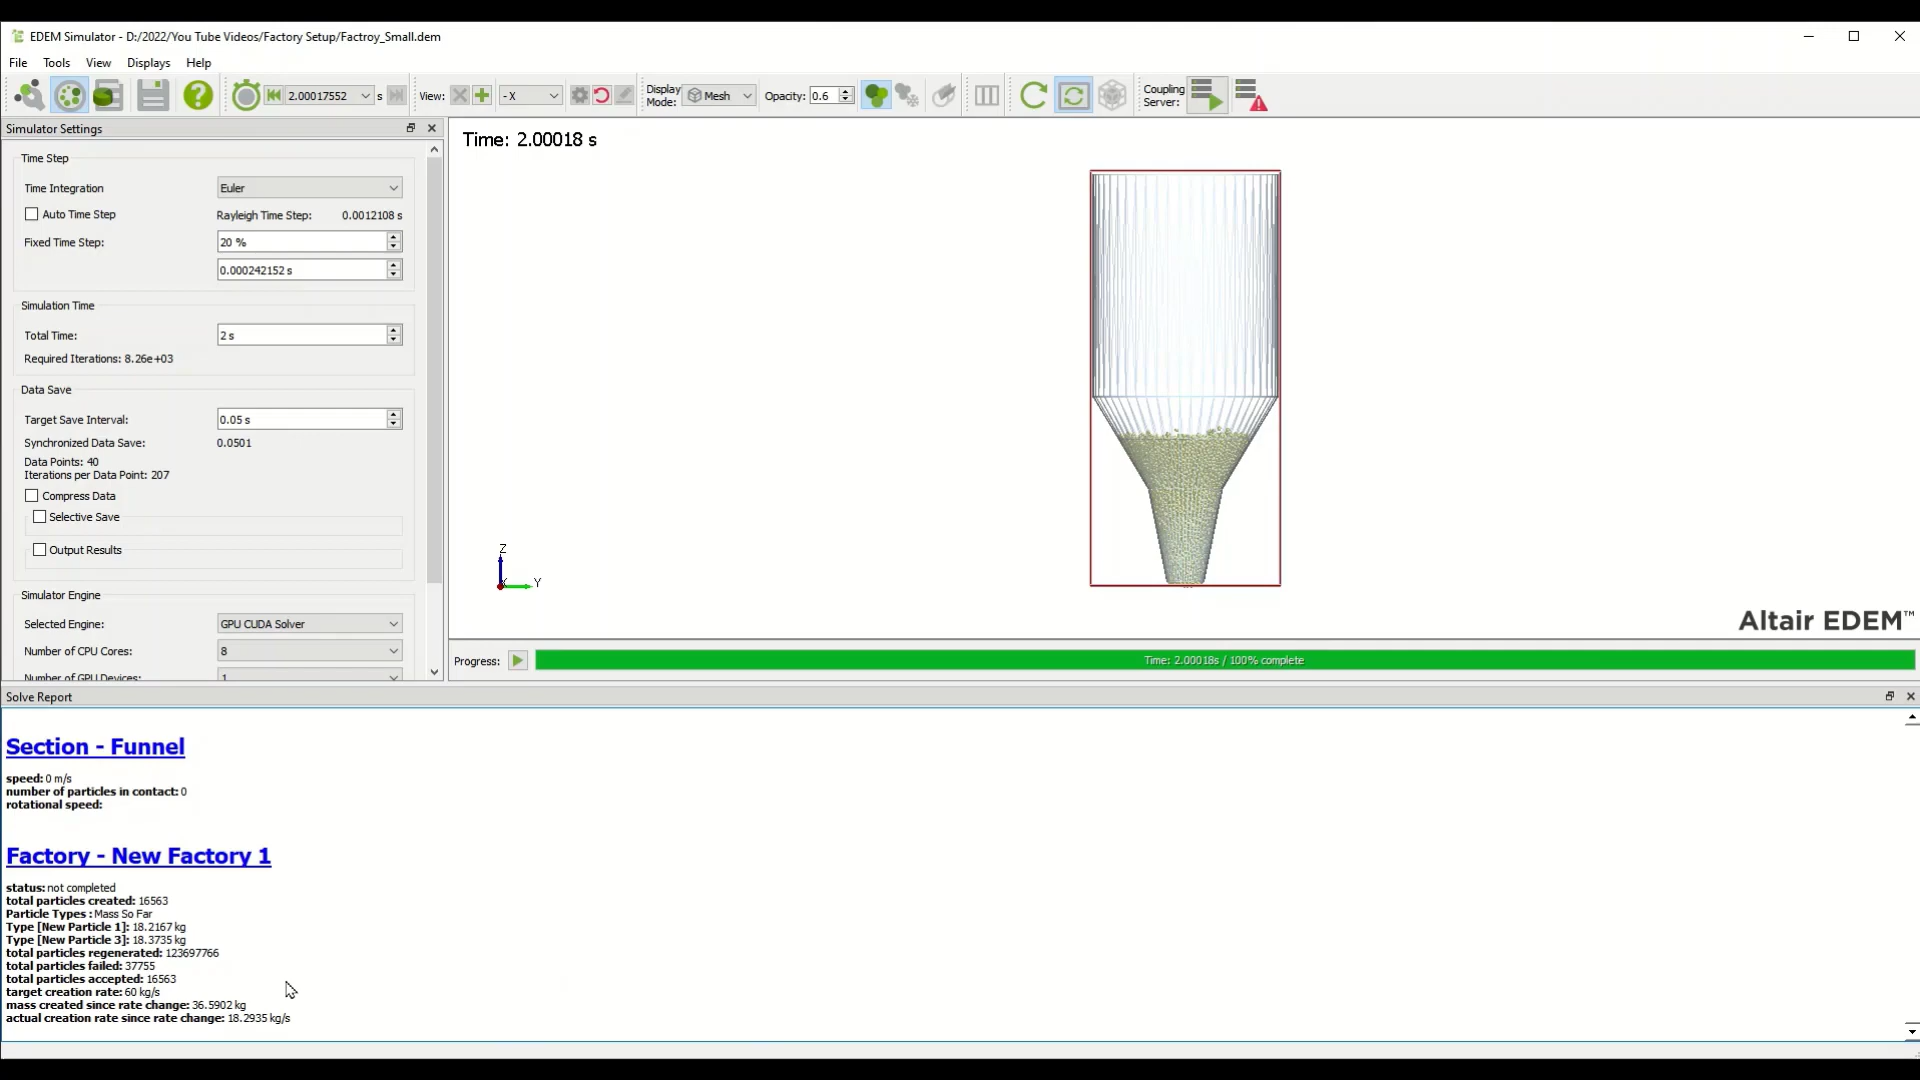 EDEM Simulator - D:/2022/You Tube Videos/Factory Setup/Factroy_Small.dem
File Tools View Displays Help
2.00017552 s View: -X Display Mode: Mesh Opacity: 0.6 Coupling Server:
Simulator Settings
Time: 2.00018 s
Time Step
Time Integration Euler
Auto Time Step Rayleigh Time Step: 0.0012108 s
Fixed Time Step: 20 %
0.000242152 s
Simulation Time
Total Time: 2 s
Required Iterations: 8.26e+03
Data Save
Target Save Interval: 0.05 s
Synchronized Data Save: 0.0501
Data Points: 40
Iterations per Data Point: 207
Compress Data
Selective Save
Output Results
Simulator Engine
Selected Engine: GPU CUDA Solver
Number of CPU Cores: 8
Number of GPU Devices: 1
Z
X
Y
Altair EDEM™
Progress: Time: 2.00018s / 100% complete
Solve Report
Section - Funnel
speed: 0 m/s
number of particles in contact: 0
rotational speed:
Factory - New Factory 1
status: not completed
total particles created: 16563
Particle Types : Mass So Far
Type [New Particle 1]: 18.2167 kg
Type [New Particle 3]: 18.3735 kg
total particles regenerated: 123697766
total particles failed: 37755
total particles accepted: 16563
target creation rate: 60 kg/s
mass created since rate change: 36.5902 kg
actual creation rate since rate change: 18.2935 kg/s